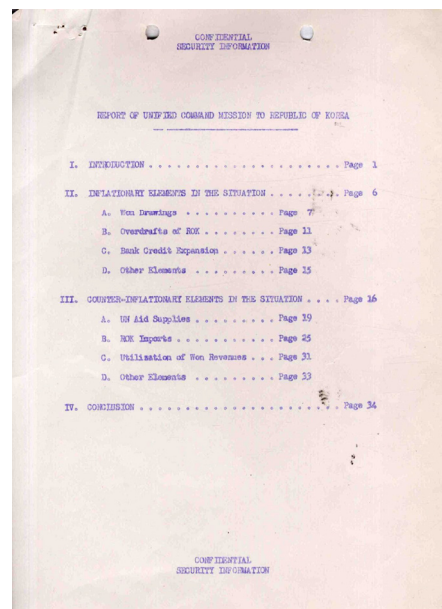 CONFIDENTIAL
SECURITY INFORMATION
REPORT OF UNIFIED COMMAND MISSION TO REPUBLIC OF KOREA
I. INTRODUCTION . . . . . . . . . . . . . . . . . . . . . . Page 1
II. INFLATIONARY ELEMENTS IN THE SITUATION . . . . . . . . Page 6
A. Won Drawings . . . . . . . . . . Page 7
B. Overdrafts of ROK . . . . . . . . Page 11
C. Bank Credit Expansion . . . . . . Page 13
D. Other Elements . . . . . . . . . Page 15
III. COUNTER-INFLATIONARY ELEMENTS IN THE SITUATION . . . . Page 16
A. UN Aid Supplies . . . . . . . . . Page 19
B. ROK Imports . . . . . . . . . . . Page 25
C. Utilization of Won Revenues . . . Page 31
D. Other Elements . . . . . . . . . Page 33
IV. CONCLUSION . . . . . . . . . . . . . . . . . . . . . . . Page 34
CONFIDENTIAL
SECURITY INFORMATION